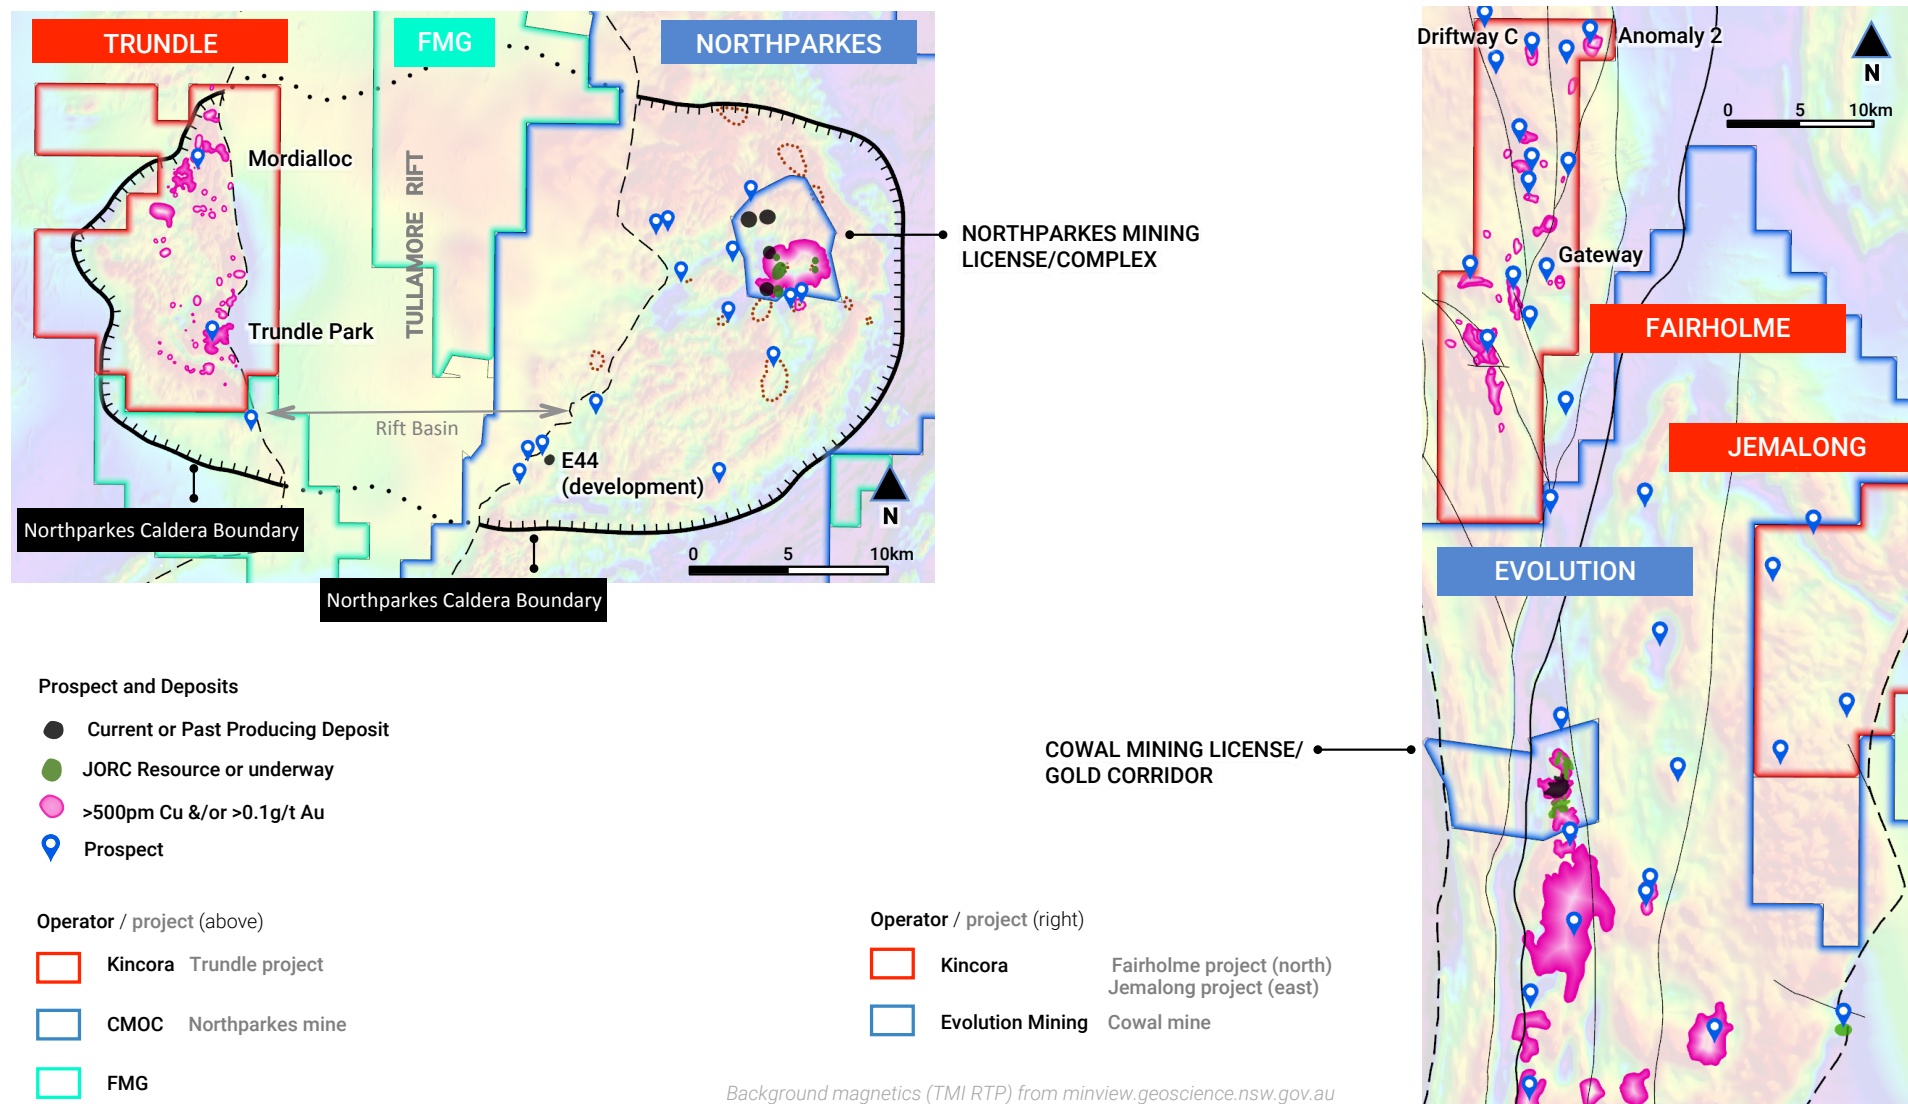 TRUNDLE
FMG
NORTHPARKES
Mordialloc
TULLAMORE RIFT
Trundle Park
Rift Basin
E44
(development)
N
0 5 10km
Northparkes Caldera Boundary
Northparkes Caldera Boundary
NORTHPARKES MINING
LICENSE/COMPLEX
Driftway C
Anomaly 2
N
0 5 10km
Gateway
FAIRHOLME
JEMALONG
EVOLUTION
COWAL MINING LICENSE/
GOLD CORRIDOR
Prospect and Deposits
Current or Past Producing Deposit
JORC Resource or underway
>500pm Cu &/or >0.1g/t Au
Prospect
Operator / project (above)
Kincora Trundle project
CMOC Northparkes mine
FMG
Operator / project (right)
Kincora Fairholme project (north)
Jemalong project (east)
Evolution Mining Cowal mine
Background magnetics (TMI RTP) from minview.geoscience.nsw.gov.au